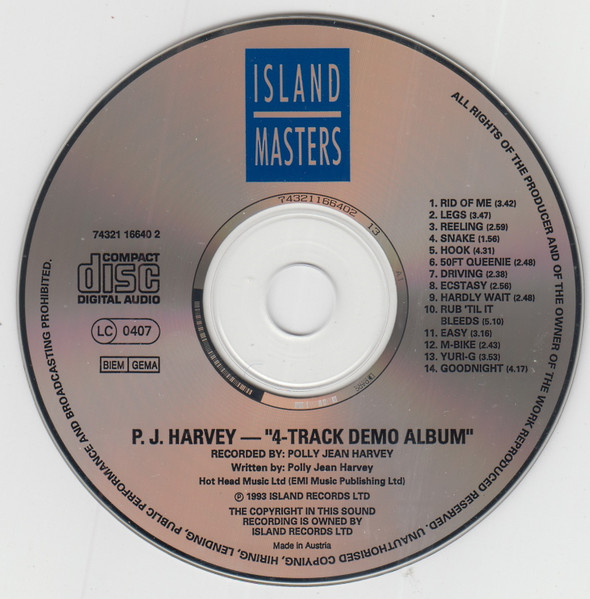 ISLAND
MASTERS
ALL RIGHTS OF THE PRODUCER AND OF THE OWNER OF THE WORK REPRODUCED RESERVED. UNAUTHORISED COPYING, HIRING, LENDING, PUBLIC PERFORMANCE AND BROADCASTING PROHIBITED.
74321166402 13
74321 16640 2
COMPACT
disc
DIGITAL AUDIO
LC 0407
BIEM GEMA
1. RID OF ME (3.42)
2. LEGS (3.47)
3. REELING (2.59)
4. SNAKE (1.56)
5. HOOK (4.31)
6. 50FT QUEENIE (2.48)
7. DRIVING (2.38)
8. ECSTASY (2.56)
9. HARDLY WAIT (2.48)
10. RUB 'TIL IT
BLEEDS (5.10)
11. EASY (3.16)
12. M-BIKE (2.43)
13. YURI-G (3.53)
14. GOODNIGHT (4.17)
P. J. HARVEY — "4-TRACK DEMO ALBUM"
RECORDED BY: POLLY JEAN HARVEY
Written by: Polly Jean Harvey
Hot Head Music Ltd (EMI Music Publishing Ltd)
℗ 1993 ISLAND RECORDS LTD
THE COPYRIGHT IN THIS SOUND
RECORDING IS OWNED BY
ISLAND RECORDS LTD
Made in Austria